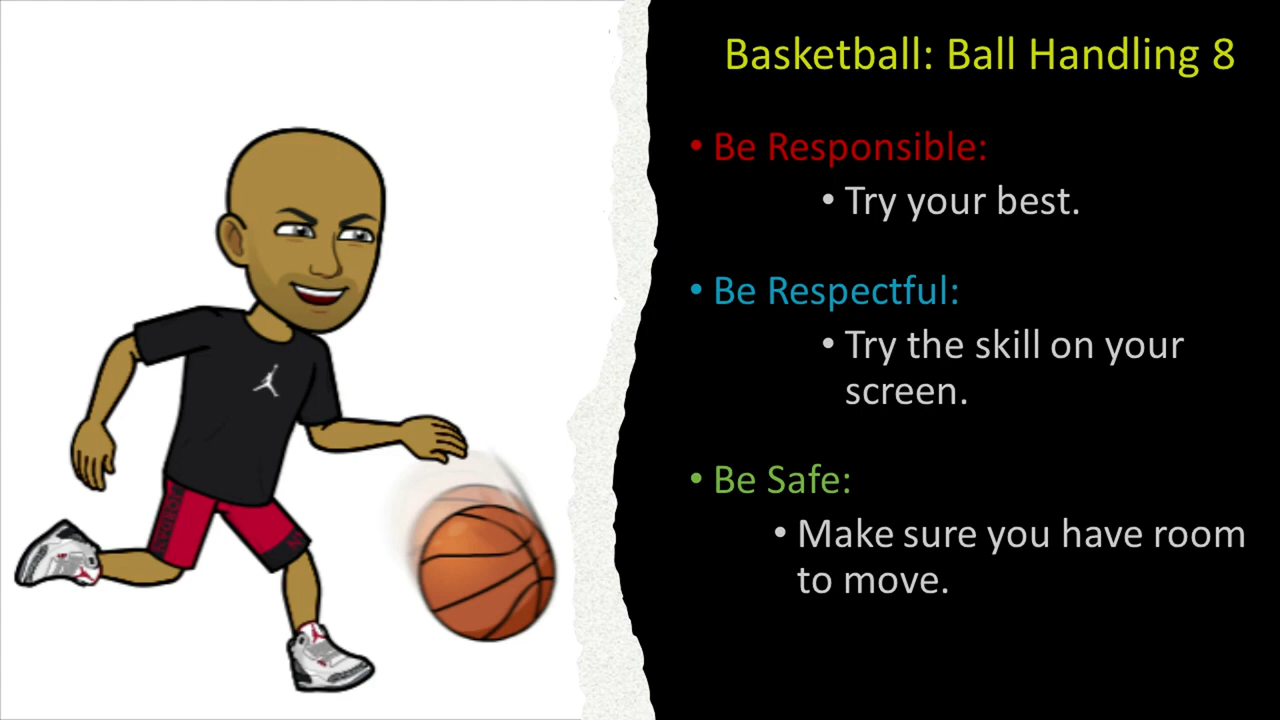 Basketball: Ball Handling 8
• Be Responsible:
• Try your best.
• Be Respectful:
• Try the skill on your
screen.
• Be Safe:
• Make sure you have room
to move.